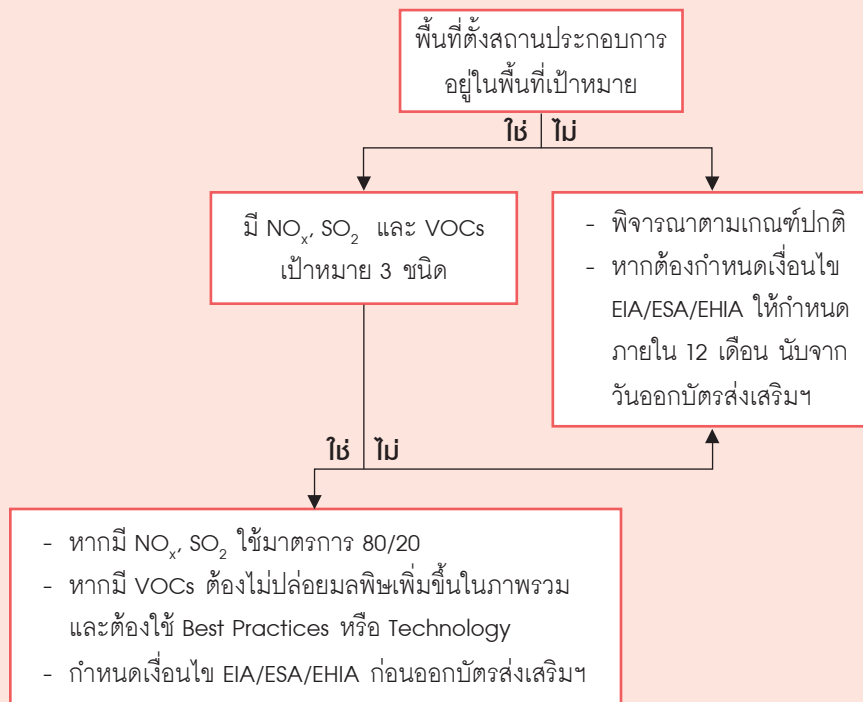 พื้นที่ตั้งสถานประกอบการ
อยู่ในพื้นที่เป้าหมาย
ใช่ ไม่
มี NOx, SO2 และ VOCs
เป้าหมาย 3 ชนิด
- พิจารณาตามเกณฑ์ปกติ
- หากต้องกำหนดเงื่อนไข
EIA/ESA/EHIA ให้กำหนด
ภายใน 12 เดือน นับจาก
วันออกบัตรส่งเสริมฯ
ใช่ ไม่
- หากมี NOx, SO2 ใช้มาตรการ 80/20
- หากมี VOCs ต้องไม่ปล่อยมลพิษเพิ่มขึ้นในภาพรวม
และต้องใช้ Best Practices หรือ Technology
- กำหนดเงื่อนไข EIA/ESA/EHIA ก่อนออกบัตรส่งเสริมฯ